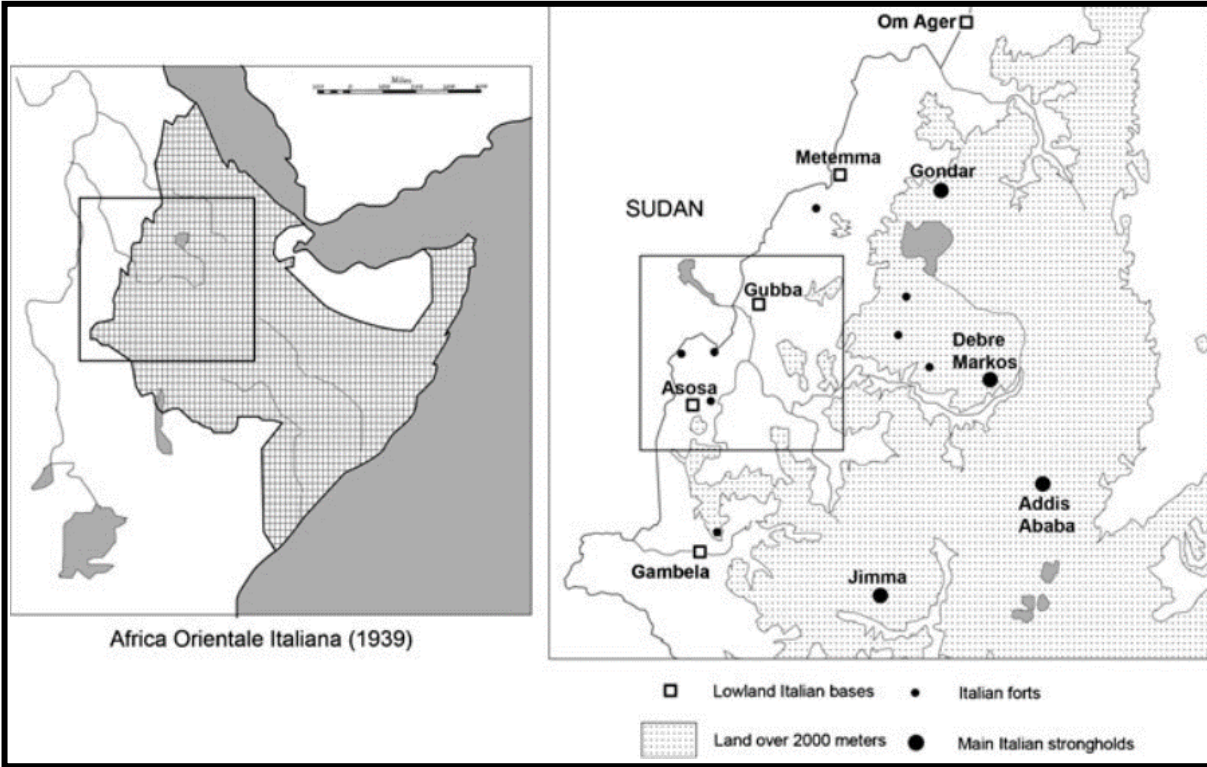 Miles
Africa Orientale Italiana (1939)
Om Ager
Metemma
Gondar
SUDAN
Gubba
Debre
Markos
Asosa
Addis
Ababa
Gambela
Jimma
Lowland Italian bases
Italian forts
Land over 2000 meters
Main Italian strongholds